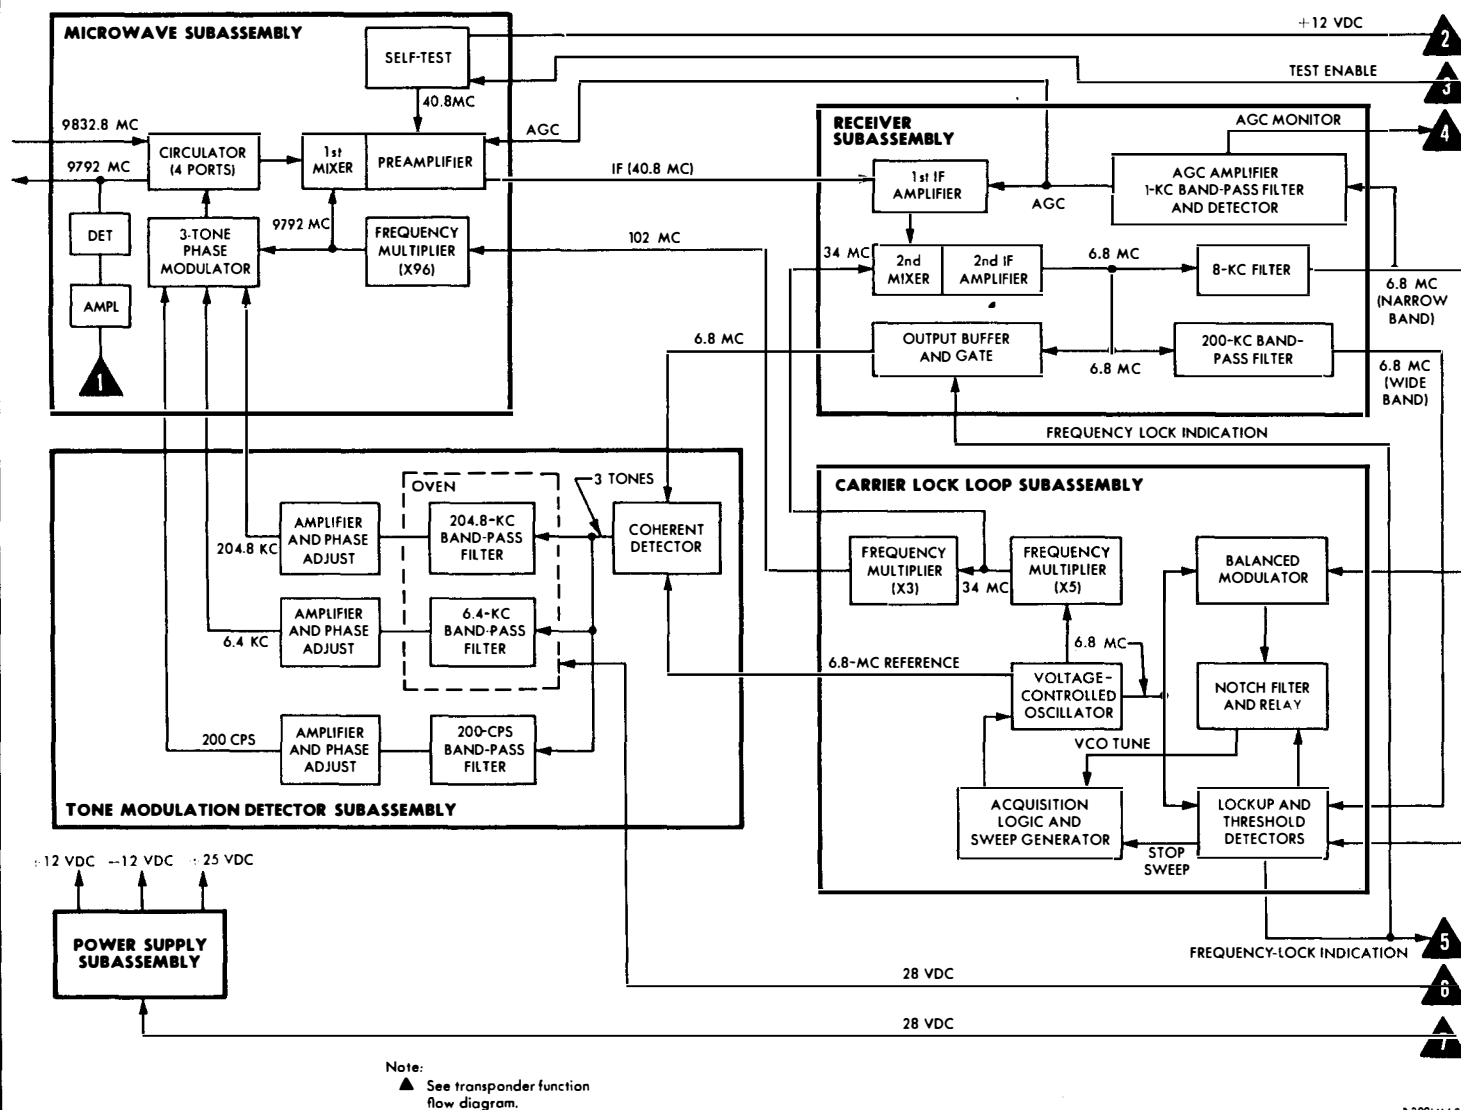 MICROWAVE SUBASSEMBLY
SELF-TEST
40.8MC
+12 VDC
2
TEST ENABLE
3
9832.8 MC
9792 MC
CIRCULATOR
(4 PORTS)
1st
MIXER
PREAMPLIFIER
AGC
IF (40.8 MC)
DET
AMPL
1
3-TONE
PHASE
MODULATOR
9792 MC
FREQUENCY
MULTIPLIER
(X96)
102 MC
RECEIVER
SUBASSEMBLY
AGC MONITOR
4
1st IF
AMPLIFIER
AGC
AGC AMPLIFIER
1-KC BAND-PASS FILTER
AND DETECTOR
34 MC
2nd
MIXER
2nd IF
AMPLIFIER
6.8 MC
8-KC FILTER
6.8 MC
(NARROW
BAND)
6.8 MC
OUTPUT BUFFER
AND GATE
6.8 MC
200-KC BAND-
PASS FILTER
6.8 MC
(WIDE
BAND)
FREQUENCY LOCK INDICATION
OVEN
3 TONES
204.8 KC
AMPLIFIER
AND PHASE
ADJUST
204.8-KC
BAND-PASS
FILTER
COHERENT
DETECTOR
6.4 KC
AMPLIFIER
AND PHASE
ADJUST
6.4-KC
BAND-PASS
FILTER
200 CPS
AMPLIFIER
AND PHASE
ADJUST
200-CPS
BAND-PASS
FILTER
TONE MODULATION DETECTOR SUBASSEMBLY
CARRIER LOCK LOOP SUBASSEMBLY
FREQUENCY
MULTIPLIER
(X3)
34 MC
FREQUENCY
MULTIPLIER
(X5)
BALANCED
MODULATOR
6.8 MC
6.8-MC REFERENCE
VOLTAGE-
CONTROLLED
OSCILLATOR
NOTCH FILTER
AND RELAY
VCO TUNE
ACQUISITION
LOGIC AND
SWEEP GENERATOR
STOP
SWEEP
LOCKUP AND
THRESHOLD
DETECTORS
FREQUENCY-LOCK INDICATION
5
12 VDC
-12 VDC
25 VDC
POWER SUPPLY
SUBASSEMBLY
28 VDC
6
28 VDC
7
Note:
▲ See transponder function
flow diagram.